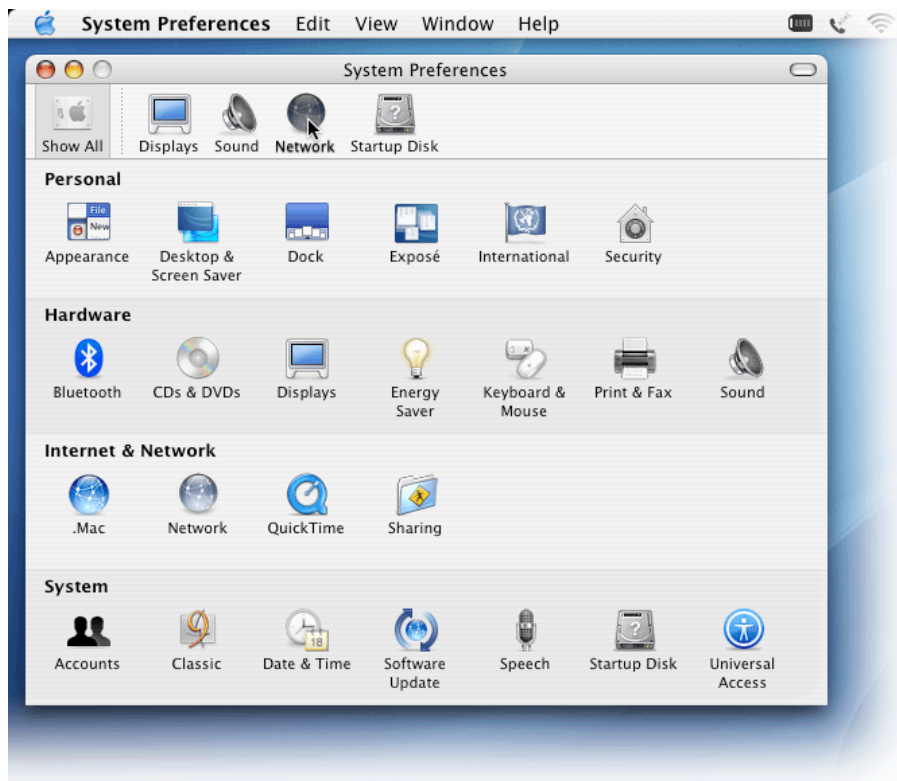 System Preferences Edit View Window Help
System Preferences
Show All Displays Sound Network Startup Disk
Personal
File
New
Appearance Desktop & Dock Exposé International Security
Screen Saver
Hardware
Bluetooth CDs & DVDs Displays Energy Keyboard & Print & Fax Sound
Saver Mouse
Internet & Network
.Mac Network QuickTime Sharing
System
18
Accounts Classic Date & Time Software Speech Startup Disk Universal
Update Access